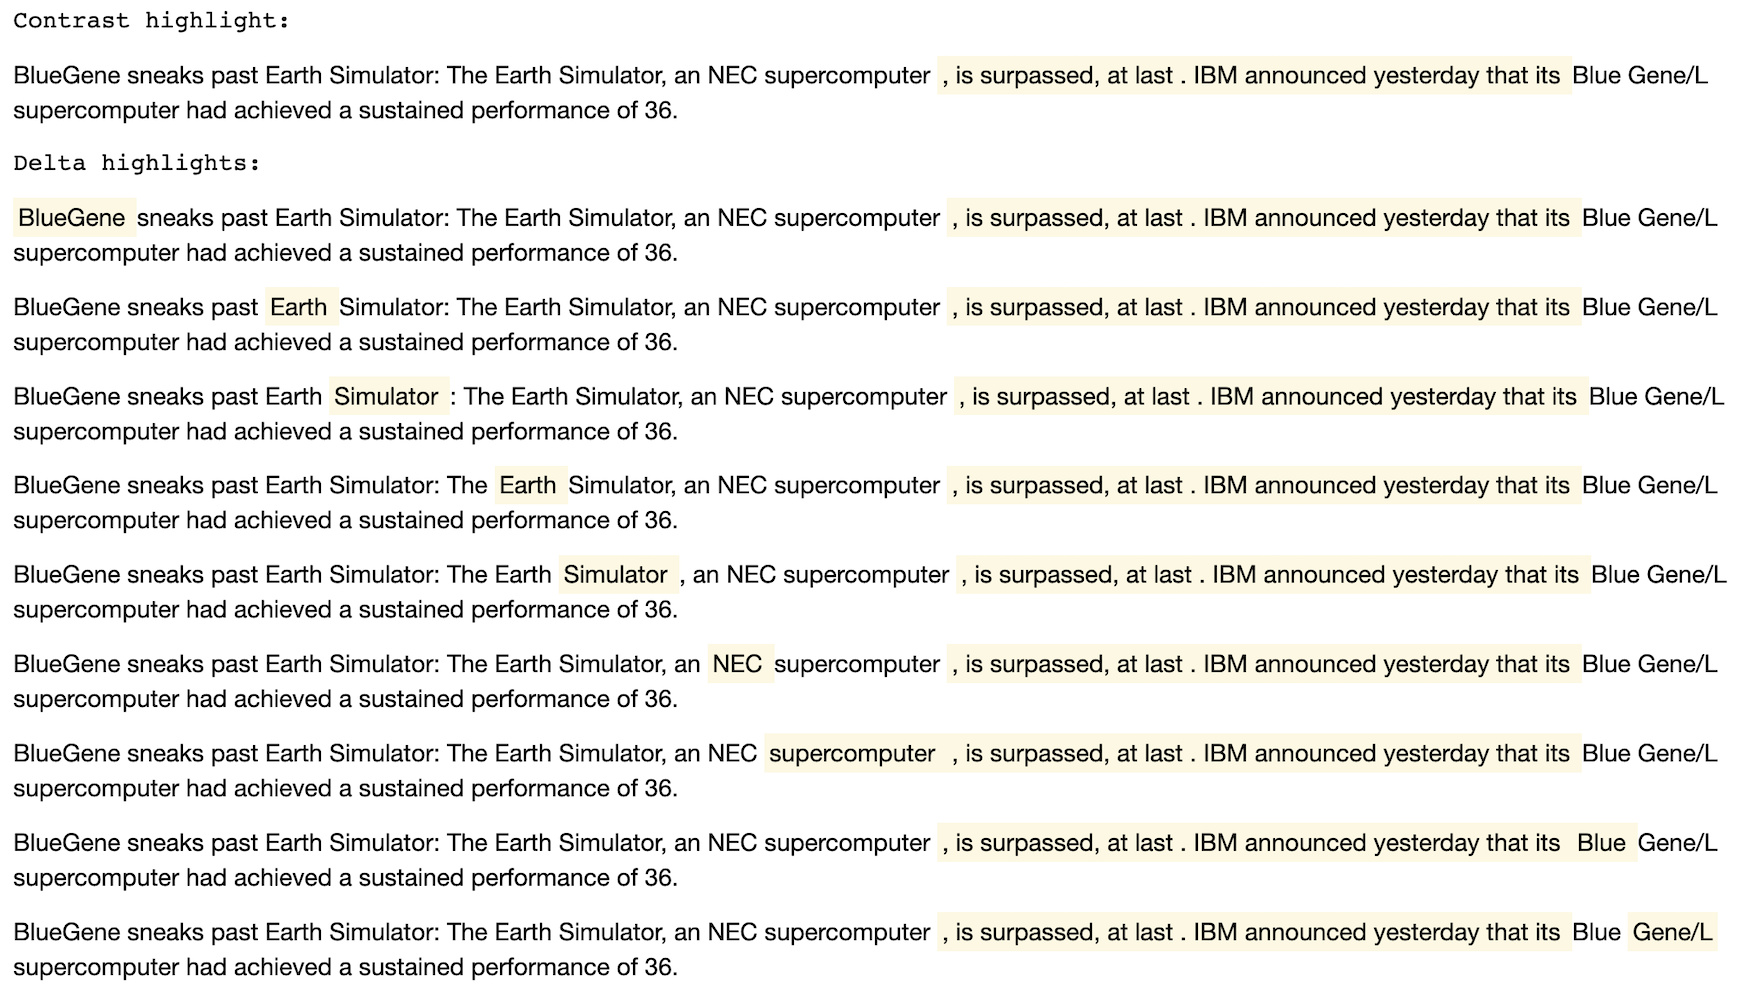 Contrast highlight:
BlueGene sneaks past Earth Simulator: The Earth Simulator, an NEC supercomputer , is surpassed, at last . IBM announced yesterday that its Blue Gene/L
supercomputer had achieved a sustained performance of 36.
Delta highlights:
BlueGene sneaks past Earth Simulator: The Earth Simulator, an NEC supercomputer , is surpassed, at last . IBM announced yesterday that its Blue Gene/L
supercomputer had achieved a sustained performance of 36.
BlueGene sneaks past Earth Simulator: The Earth Simulator, an NEC supercomputer , is surpassed, at last . IBM announced yesterday that its Blue Gene/L
supercomputer had achieved a sustained performance of 36.
BlueGene sneaks past Earth Simulator : The Earth Simulator, an NEC supercomputer , is surpassed, at last . IBM announced yesterday that its Blue Gene/L
supercomputer had achieved a sustained performance of 36.
BlueGene sneaks past Earth Simulator: The Earth Simulator, an NEC supercomputer , is surpassed, at last . IBM announced yesterday that its Blue Gene/L
supercomputer had achieved a sustained performance of 36.
BlueGene sneaks past Earth Simulator: The Earth Simulator , an NEC supercomputer , is surpassed, at last . IBM announced yesterday that its Blue Gene/L
supercomputer had achieved a sustained performance of 36.
BlueGene sneaks past Earth Simulator: The Earth Simulator, an NEC supercomputer , is surpassed, at last . IBM announced yesterday that its Blue Gene/L
supercomputer had achieved a sustained performance of 36.
BlueGene sneaks past Earth Simulator: The Earth Simulator, an NEC supercomputer , is surpassed, at last . IBM announced yesterday that its Blue Gene/L
supercomputer had achieved a sustained performance of 36.
BlueGene sneaks past Earth Simulator: The Earth Simulator, an NEC supercomputer , is surpassed, at last . IBM announced yesterday that its Blue Gene/L
supercomputer had achieved a sustained performance of 36.
BlueGene sneaks past Earth Simulator: The Earth Simulator, an NEC supercomputer , is surpassed, at last . IBM announced yesterday that its Blue Gene/L
supercomputer had achieved a sustained performance of 36.